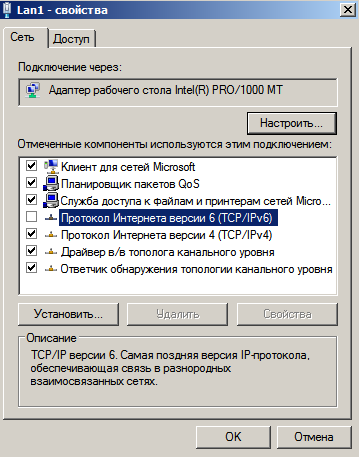 Lan1 - свойства
Сеть
Доступ
Подключение через:
Адаптер рабочего стола Intel(R) PRO/1000 MT
Настроить...
Отмеченные компоненты используются этим подключением:
Клиент для сетей Microsoft
Планировщик пакетов QoS
Служба доступа к файлам и принтерам сетей Micro...
Протокол Интернета версии 6 (TCP/IPv6)
Протокол Интернета версии 4 (TCP/IPv4)
Драйвер в/в тополога канального уровня
Ответчик обнаружения топологии канального уровня
Установить...
Удалить
Свойства
Описание
TCP/IP версии 6. Самая поздняя версия IP-протокола,
обеспечивающая связь в разнородных
взаимосвязанных сетях.
OK
Отмена